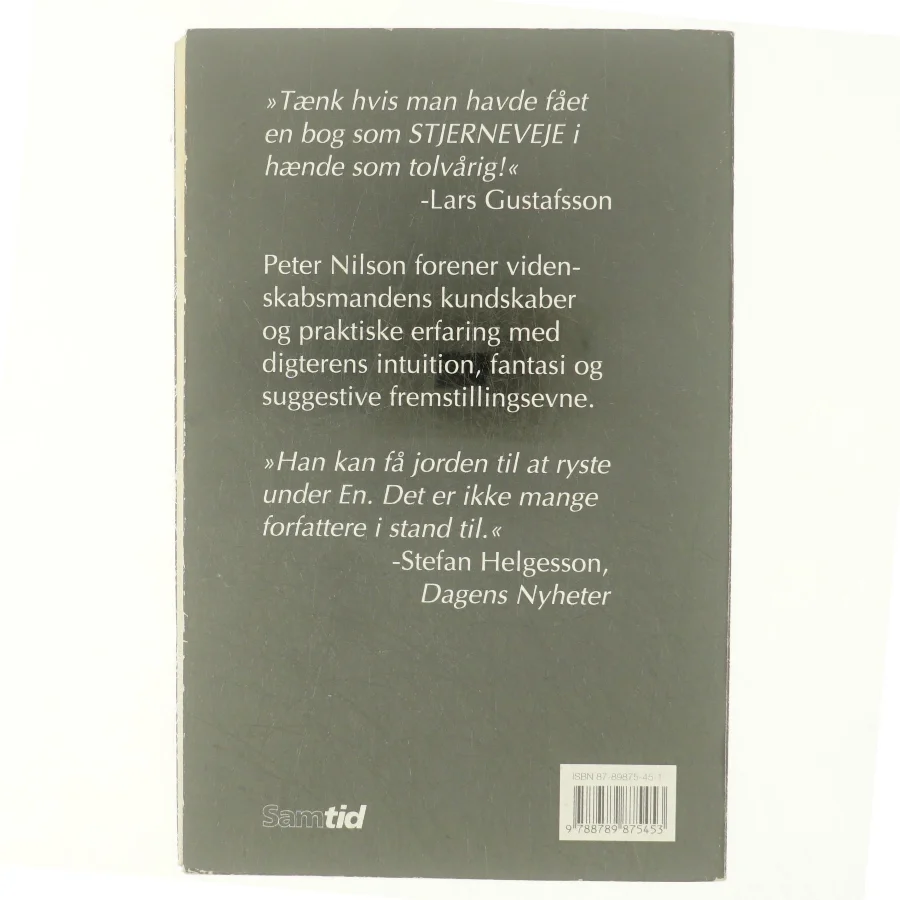 »Tænk hvis man havde fået
en bog som STJERNEVEJE i
hænde som tolvårig!«
-Lars Gustafsson
Peter Nilson forener viden-
skabsmandens kundskaber
og praktiske erfaring med
digterens intuition, fantasi og
suggestive fremstillingsevne.
»Han kan få jorden til at ryste
under En. Det er ikke mange
forfattere i stand til.«
-Stefan Helgesson,
Dagens Nyheter
Samtid
ISBN 87-89875-45-1
9 788789 875453